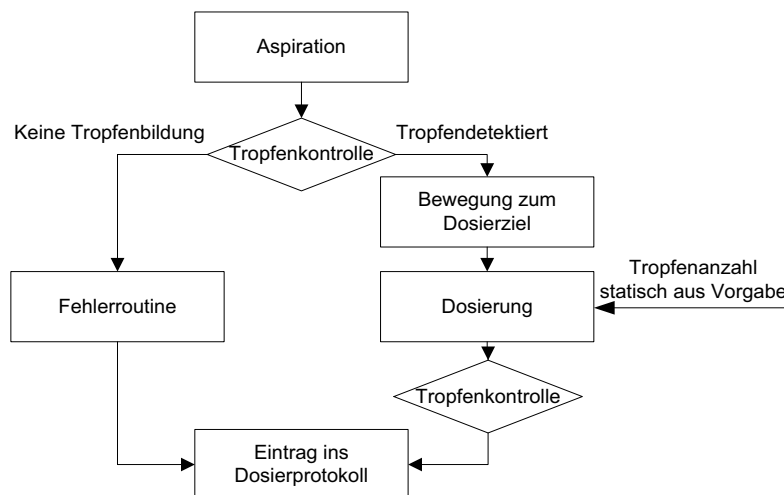 Aspiration
Keine Tropfenbildung
Tropfendetektiert
Tropfenkontrolle
Bewegung zum
Dosierziel
Tropfenanzahl
statisch aus Vorgabe
Fehlerroutine
Dosierung
Tropfenkontrolle
Eintrag ins
Dosierprotokoll